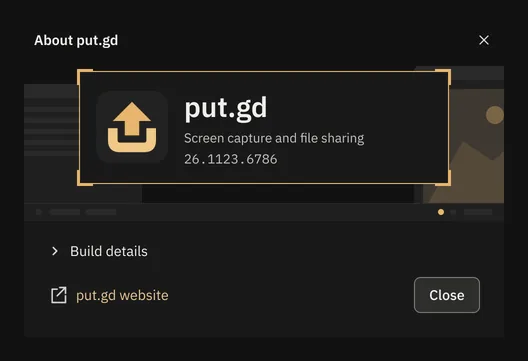 About put.gd
put.gd
Screen capture and file sharing
26.1123.6786
Build details
put.gd website
Close